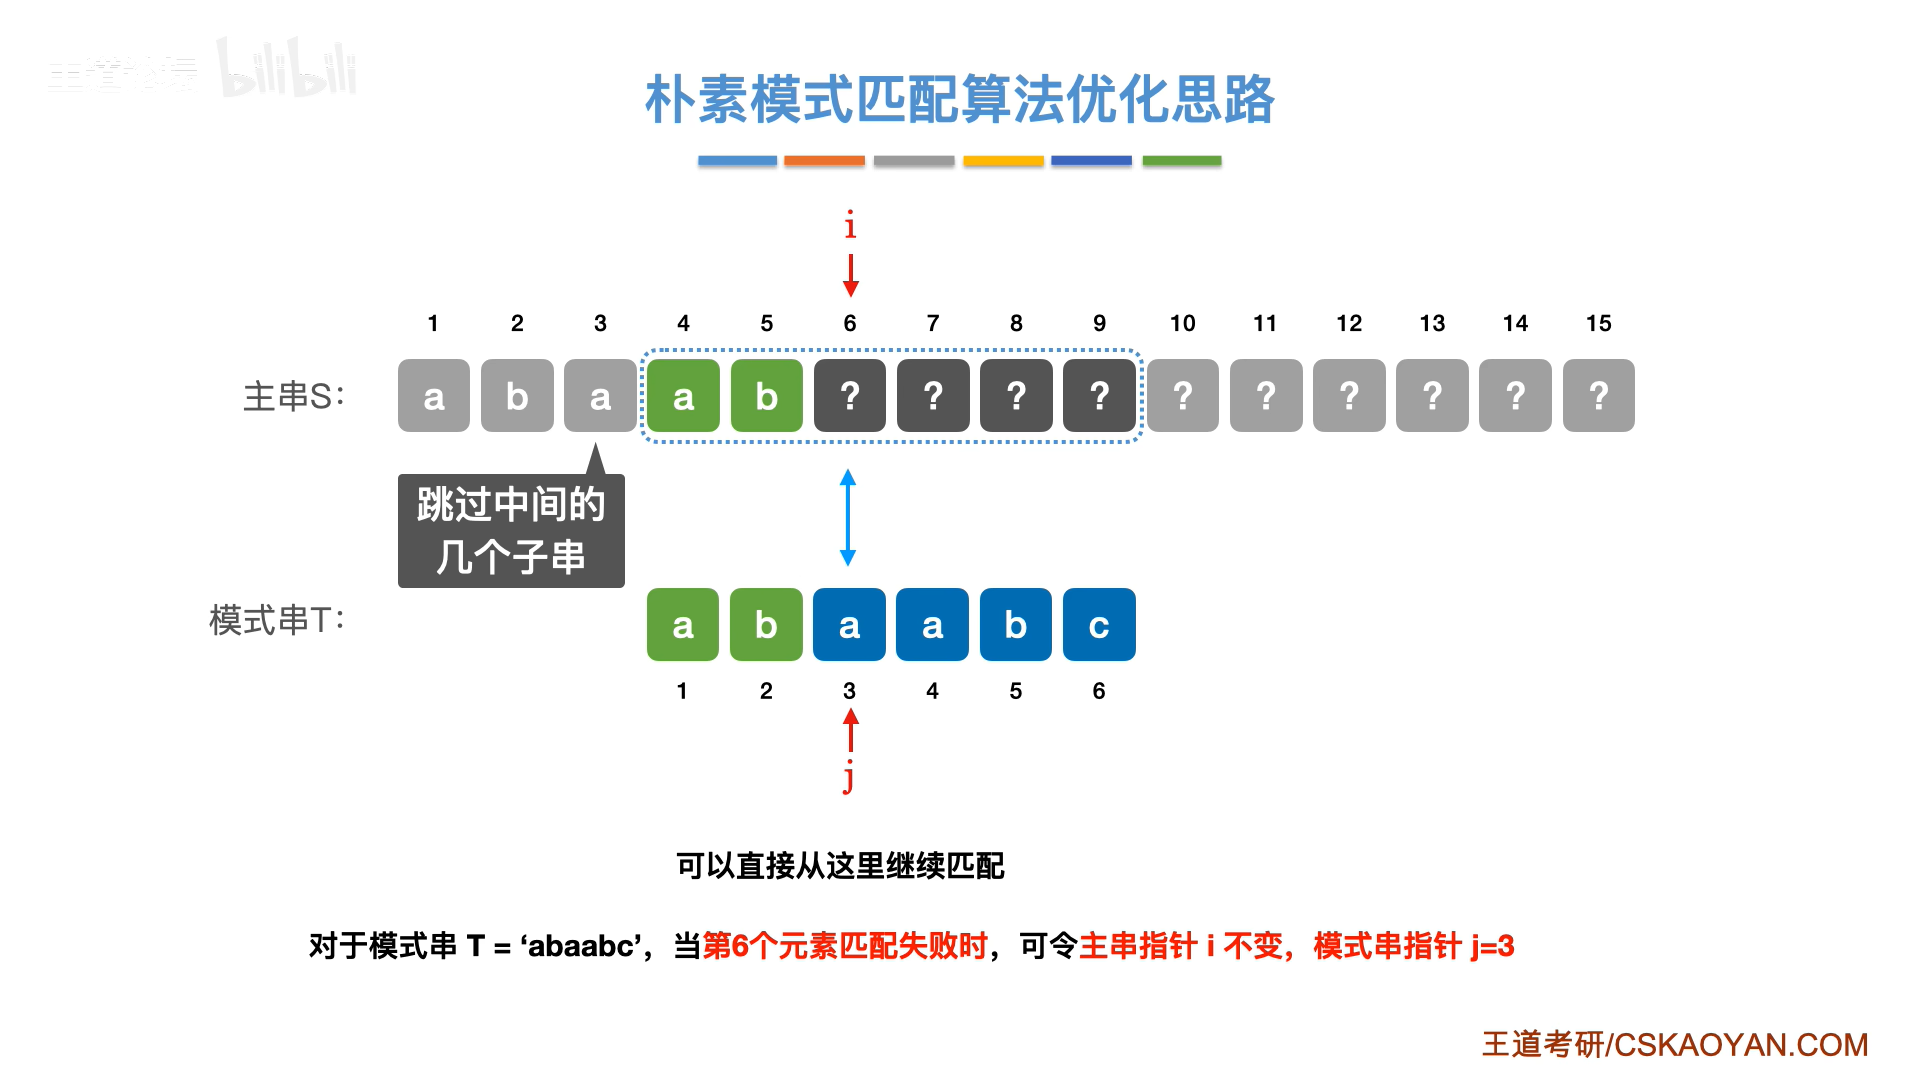 王道论坛 bilibili
朴素模式匹配算法优化思路
i
1 2 3 4 5 6 7 8 9 10 11 12 13 14 15
主串S： a b a a b ? ? ? ? ? ? ? ? ? ?
跳过中间的
几个子串
模式串T： a b a a b c
1 2 3 4 5 6
j
可以直接从这里继续匹配
对于模式串 T = ‘abaabc’，当第6个元素匹配失败时，可令主串指针 i 不变，模式串指针 j=3
王道考研/CSKAOYAN.COM